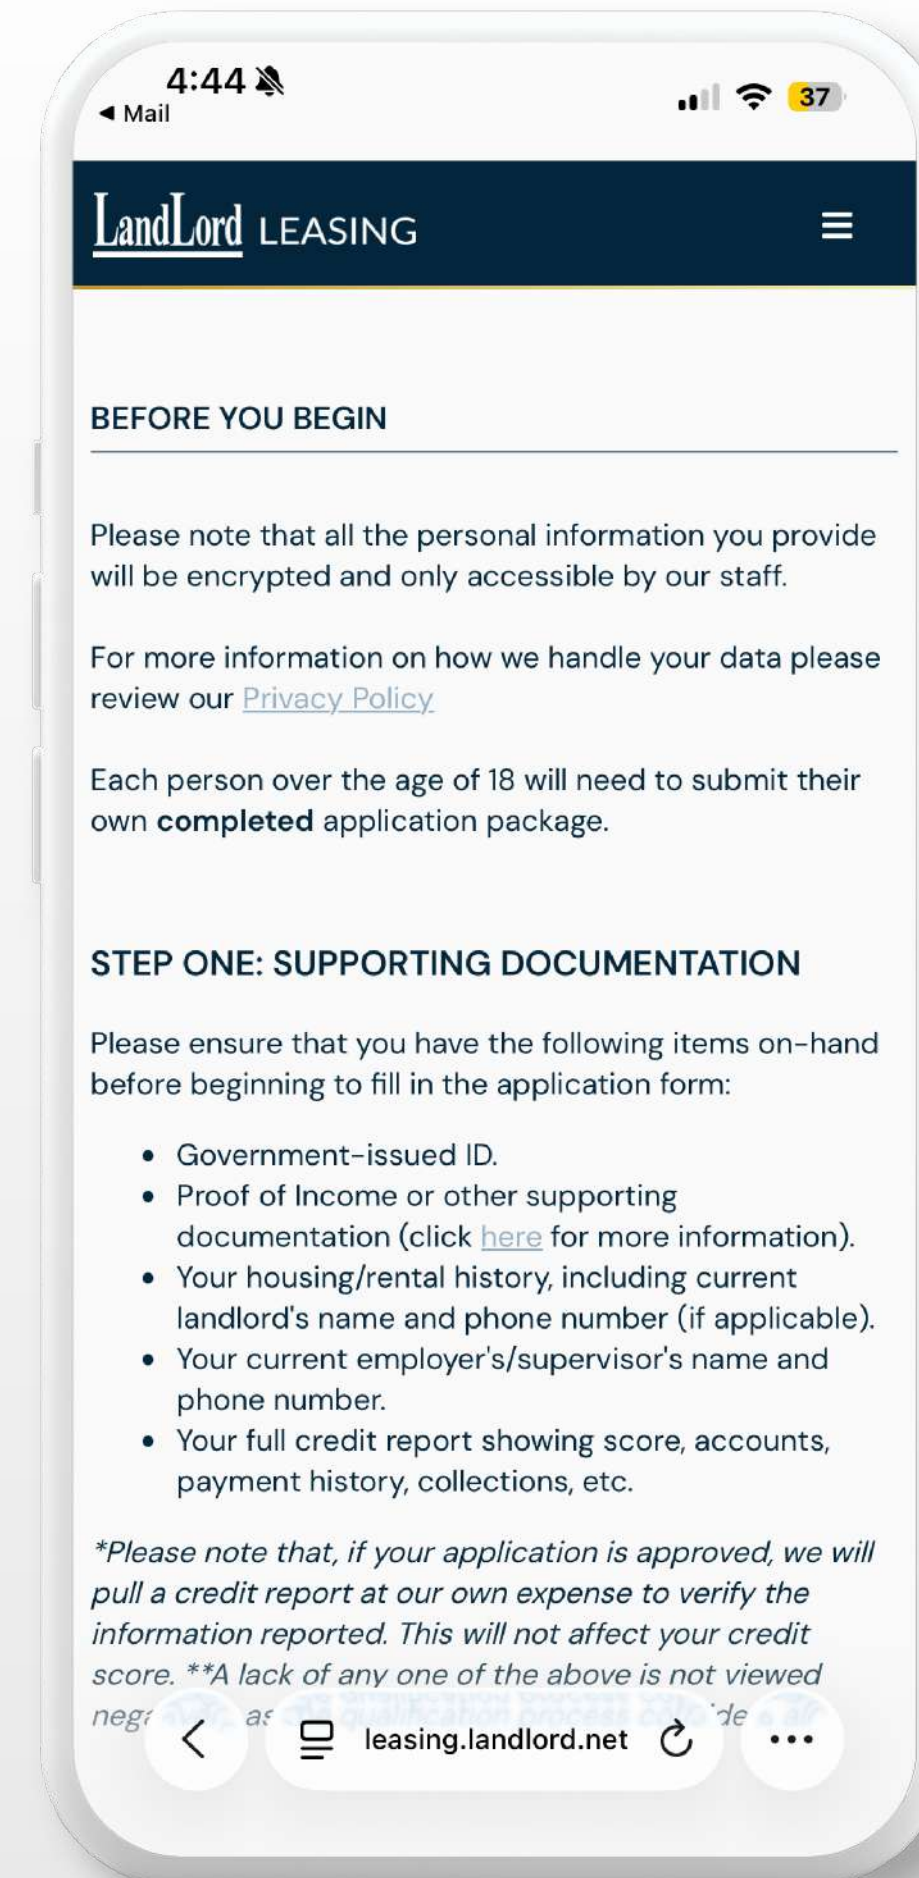 4:44
◀ Mail
37
LandLord LEASING
BEFORE YOU BEGIN
Please note that all the personal information you provide
will be encrypted and only accessible by our staff.
For more information on how we handle your data please
review our Privacy Policy
Each person over the age of 18 will need to submit their
own completed application package.
STEP ONE: SUPPORTING DOCUMENTATION
Please ensure that you have the following items on-hand
before beginning to fill in the application form:
• Government-issued ID.
• Proof of Income or other supporting
documentation (click here for more information).
• Your housing/rental history, including current
landlord's name and phone number (if applicable).
• Your current employer's/supervisor's name and
phone number.
• Your full credit report showing score, accounts,
payment history, collections, etc.
*Please note that, if your application is approved, we will
pull a credit report at our own expense to verify the
information reported. This will not affect your credit
score. **A lack of any one of the above is not viewed
qualification process
leasing.landlord.net